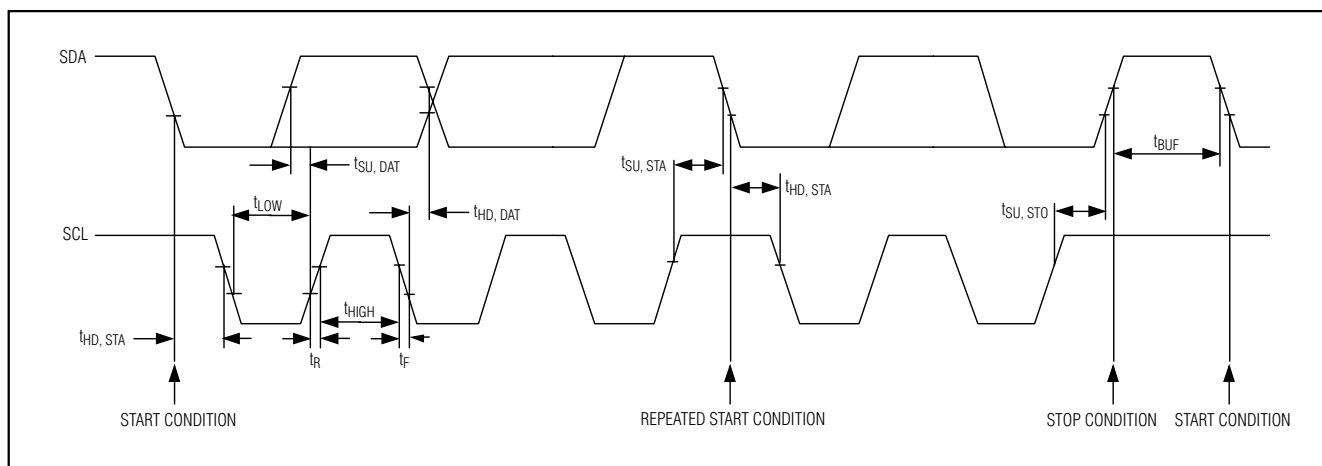 SDA
tSU, DAT
tSU, STA
tBUF
tHD, STA
tLOW
tHD, DAT
tSU, STO
SCL
tHIGH
tHD, STA
tR
tF
START CONDITION
REPEATED START CONDITION
STOP CONDITION
START CONDITION